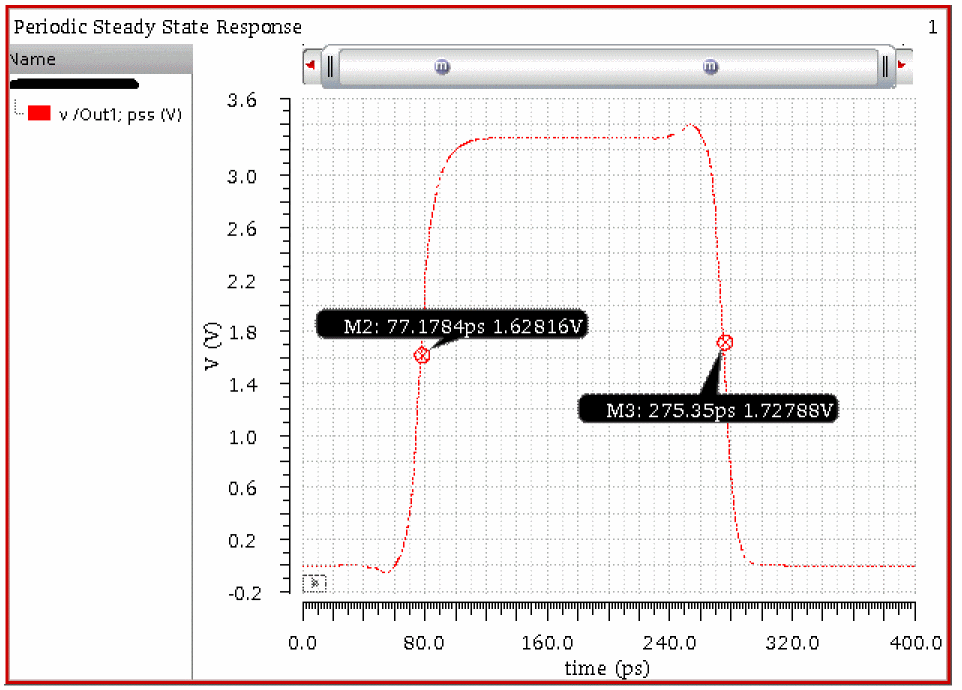 Periodic Steady State Response 1
Name
v /Out1; pss (V)
3.6
3.0
2.6
2.2
1.8
1.4
1.0
0.6
0.2
-0.2
V (V)
M2: 77.1784ps 1.62816V
M3: 275.35ps 1.72788V
0.0 80.0 160.0 240.0 320.0 400.0
time (ps)